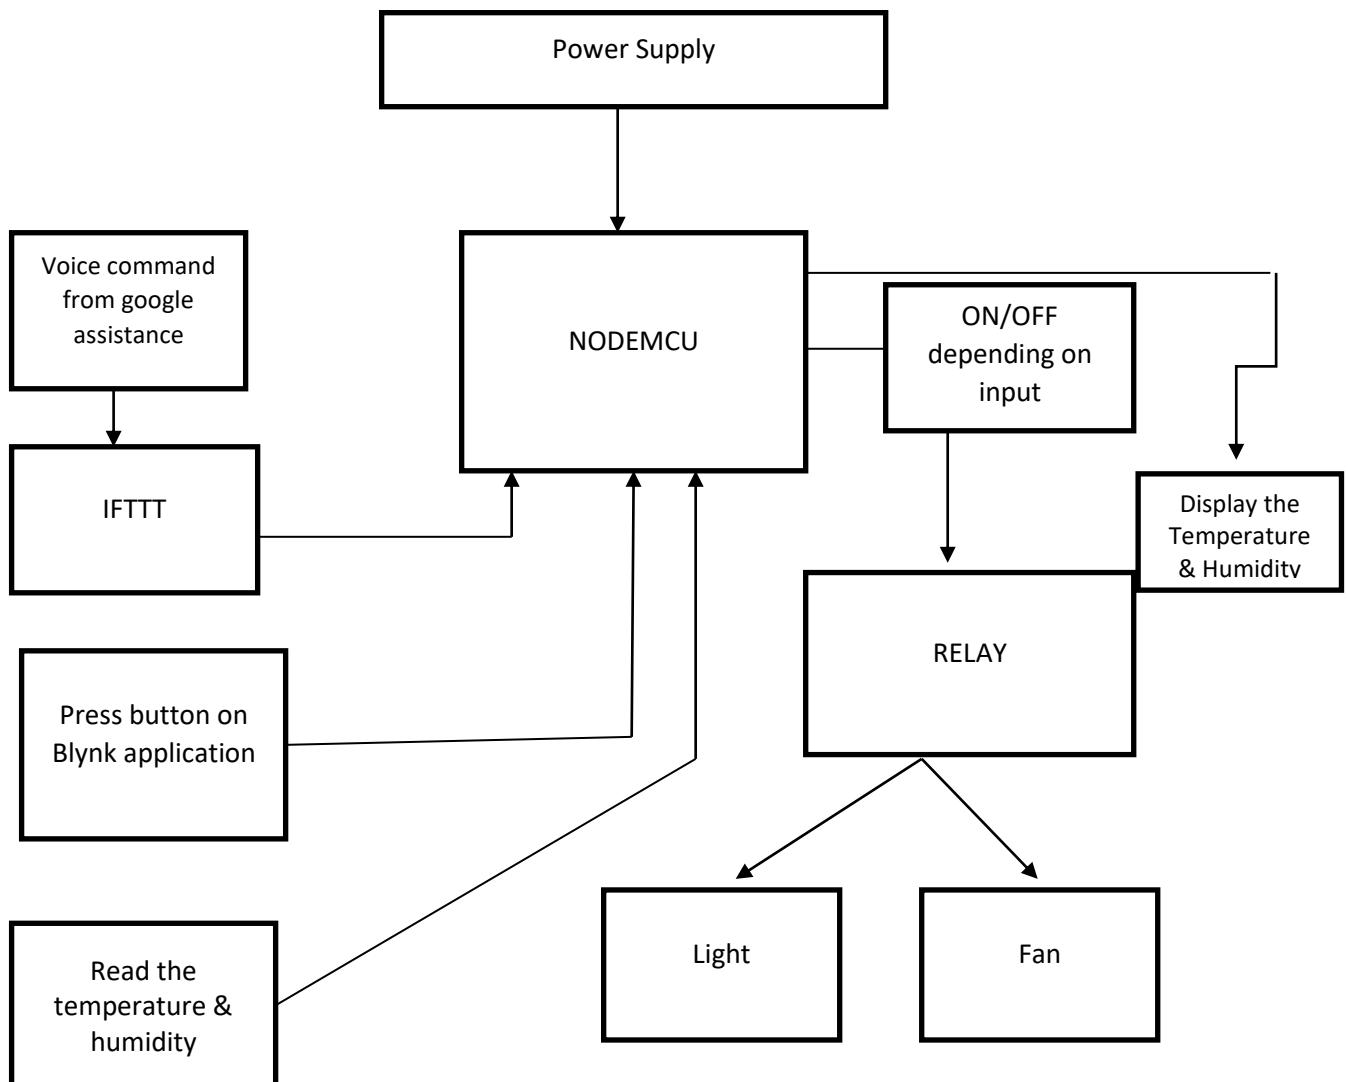 Power Supply
Voice command
from google
assistance
NODEMCU
ON/OFF
depending on
input
IFTTT
Display the
Temperature
& Humidity
RELAY
Press button on
Blynk application
Light
Fan
Read the
temperature &
humidity